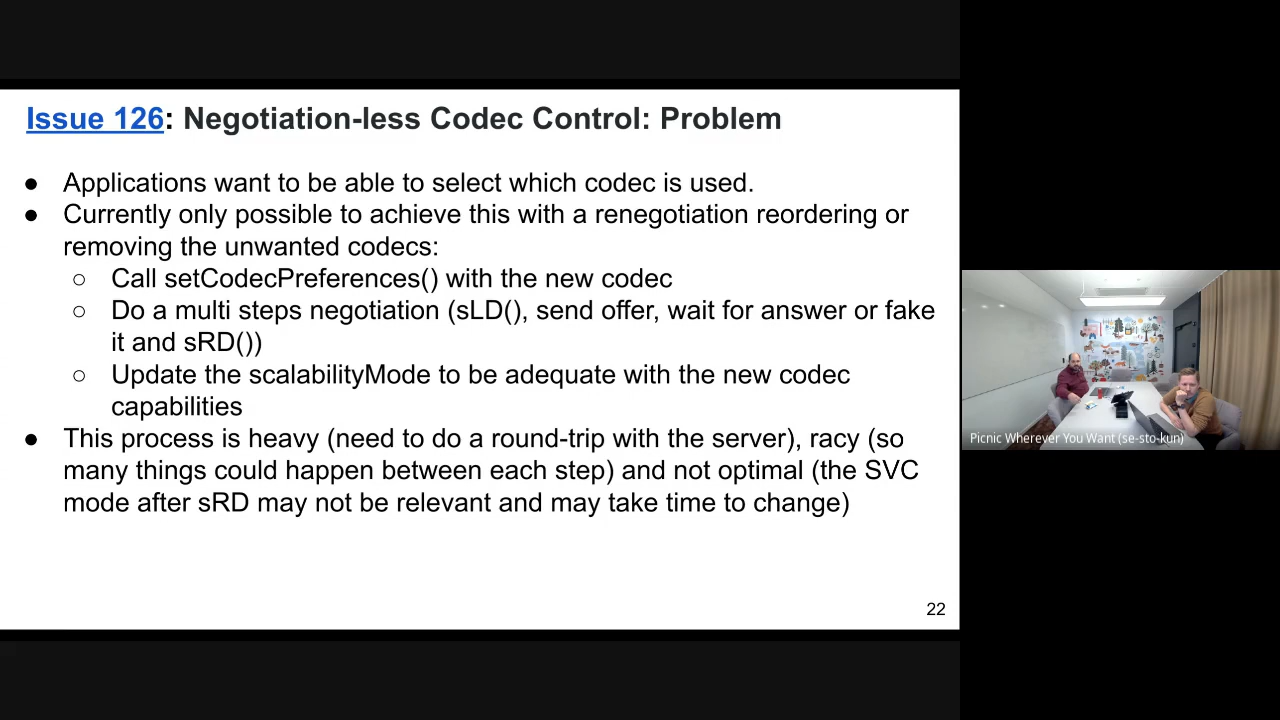 Issue 126: Negotiation-less Codec Control: Problem
● Applications want to be able to select which codec is used.
● Currently only possible to achieve this with a renegotiation reordering or
removing the unwanted codecs:
○ Call setCodecPreferences() with the new codec
○ Do a multi steps negotiation (sLD(), send offer, wait for answer or fake
it and sRD())
○ Update the scalabilityMode to be adequate with the new codec
capabilities
● This process is heavy (need to do a round-trip with the server), racy (so
many things could happen between each step) and not optimal (the SVC
mode after sRD may not be relevant and may take time to change)
22
Picnic Wherever You Want (se-sto-kun)